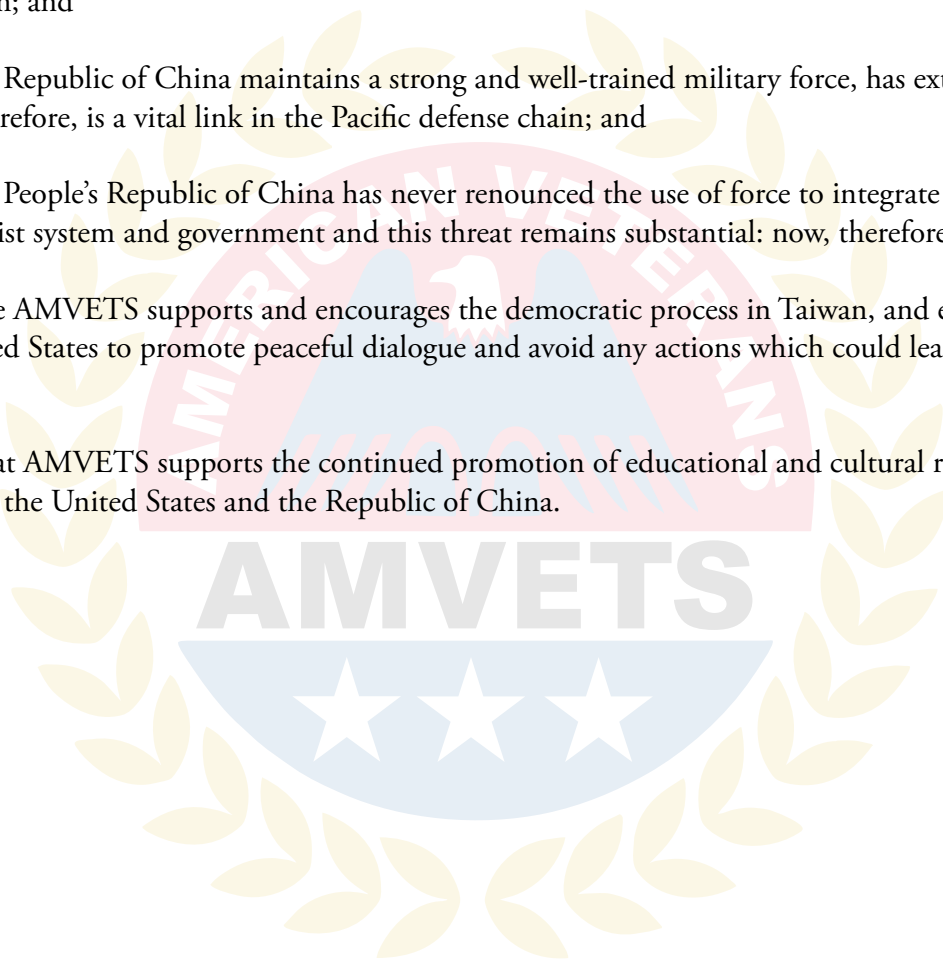 ; and
Republic of China maintains a strong and well-trained military force, has
refore, is a vital link in the Pacific defense chain; and
People’s Republic of China has never renounced the use of force to integrate
ist system and government and this threat remains substantial: now, therefore
AMVETS supports and encourages the democratic process in Taiwan, and
ed States to promote peaceful dialogue and avoid any actions which could
at AMVETS supports the continued promotion of educational and cultural
the United States and the Republic of China.
AMERICAN VETERANS
AMVETS